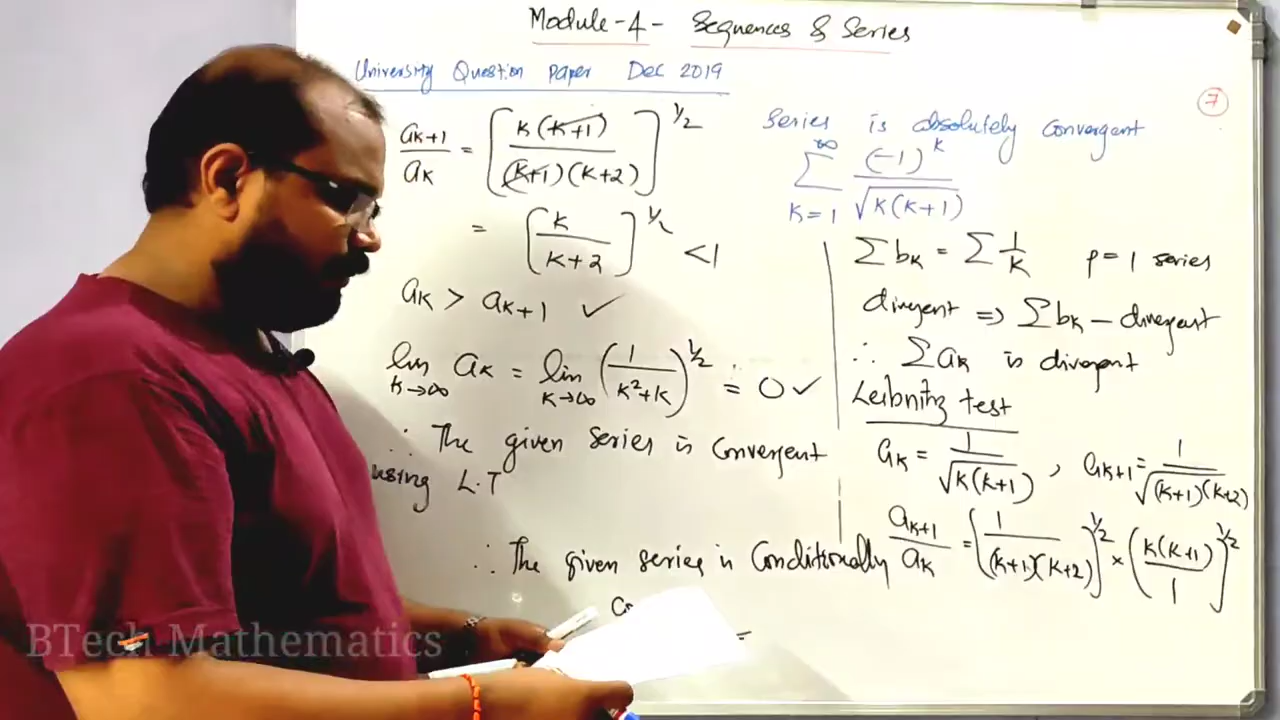 Module-4- Sequences & Series
University Question paper Dec 2019
7
aK+1/aK = [K(K+1)/(K+1)(K+2)]^1/2
= [K/K+2]^1/2 <1
aK > aK+1 ✓
lim K→∞ aK = lim K→∞ (1/K²+K)^1/2 = 0 ✓
∴ The given series is Convergent
using L.T
∴ The given series is Conditionally
Series is absolutely convergent
∞ ∑ K=1 (-1)^K/√K(K+1)
∑bK = ∑ 1/K p=1 series
divergent => ∑bK - divergent
∴ ∑aK is divergent
Leibnitz test
aK = 1/√K(K+1) , aK+1 = 1/√(K+1)(K+2)
aK+1/aK = (1/(K+1)(K+2))^1/2 × (K(K+1)/1)^1/2
BTech Mathematics